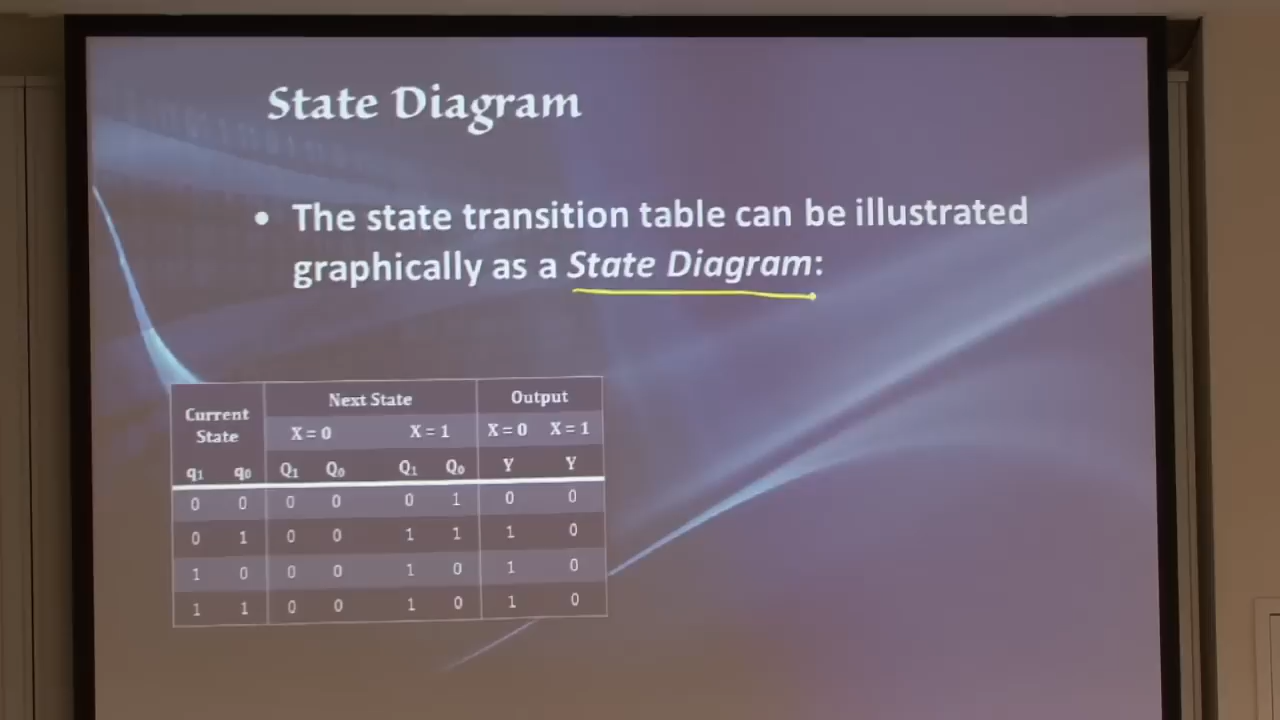 State Diagram
• The state transition table can be illustrated
graphically as a State Diagram:
Current State Next State Output
X = 0 X = 1 X = 0 X = 1
q₁ q₀ Q₁ Q₀ Q₁ Q₀ Y Y
0 0 0 0 0 1 0 0
0 1 0 0 1 1 1 0
1 0 0 0 1 0 1 0
1 1 0 0 1 0 1 0